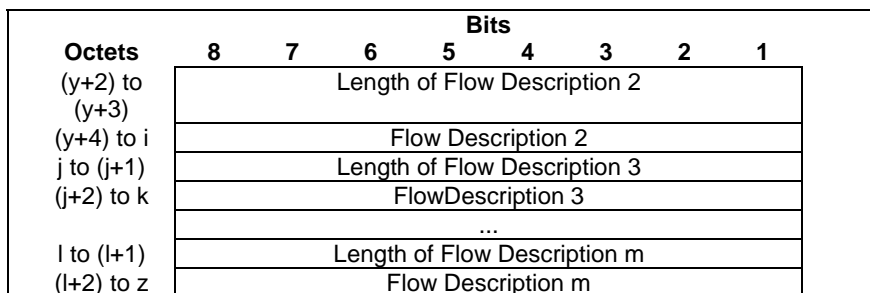 Bits
Octets 8 7 6 5 4 3 2 1
(y+2) to Length of Flow Description 2
(y+3)
(y+4) to i Flow Description 2
j to (j+1) Length of Flow Description 3
(j+2) to k FlowDescription 3
...
l to (l+1) Length of Flow Description m
(l+2) to z Flow Description m